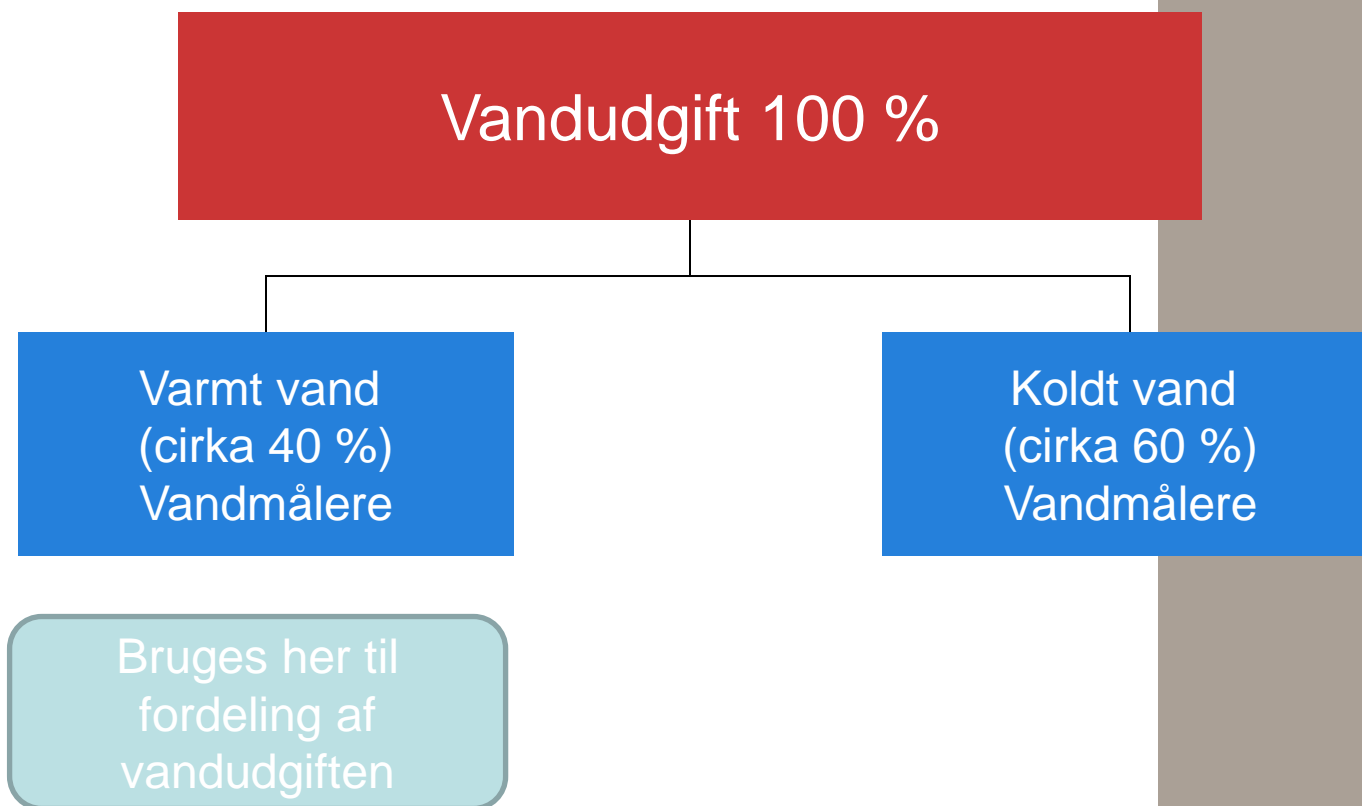 Vandudgift 100 %
Varmt vand
(cirka 40 %)
Vandmålere
Koldt vand
(cirka 60 %)
Vandmålere
Bruges her til
fordeling af
vandudgiften